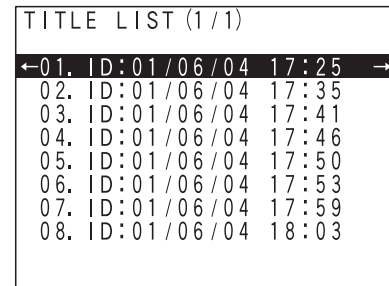 TITLE LIST(1/1)
←01. ID:01/06/04 17:25 →
02. ID:01/06/04 17:35
03. ID:01/06/04 17:41
04. ID:01/06/04 17:46
05. ID:01/06/04 17:50
06. ID:01/06/04 17:53
07. ID:01/06/04 17:59
08. ID:01/06/04 18:03